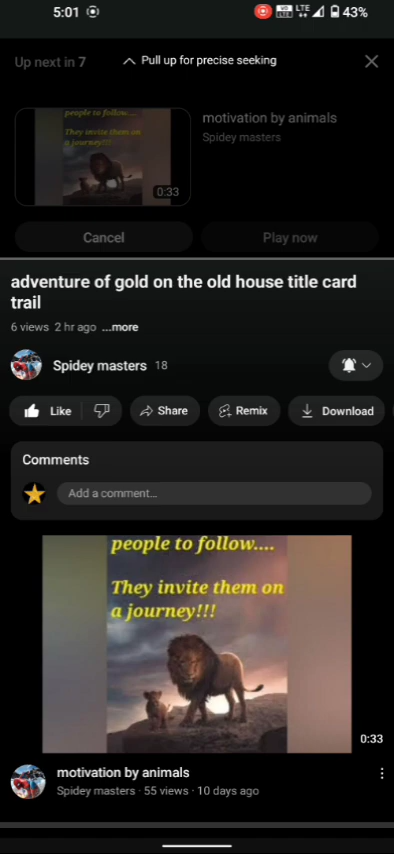 5:01
VO LTE LTE 43%
Up next in 7
Pull up for precise seeking
people to follow....
They invite them on
a journey!!!
0:33
motivation by animals
Spidey masters
Cancel
Play now
adventure of gold on the old house title card
trail
6 views 2 hr ago ...more
Spidey masters 18
Like
Share
Remix
Download
Comments
Add a comment...
people to follow....
They invite them on
a journey!!!
0:33
motivation by animals
Spidey masters · 55 views · 10 days ago